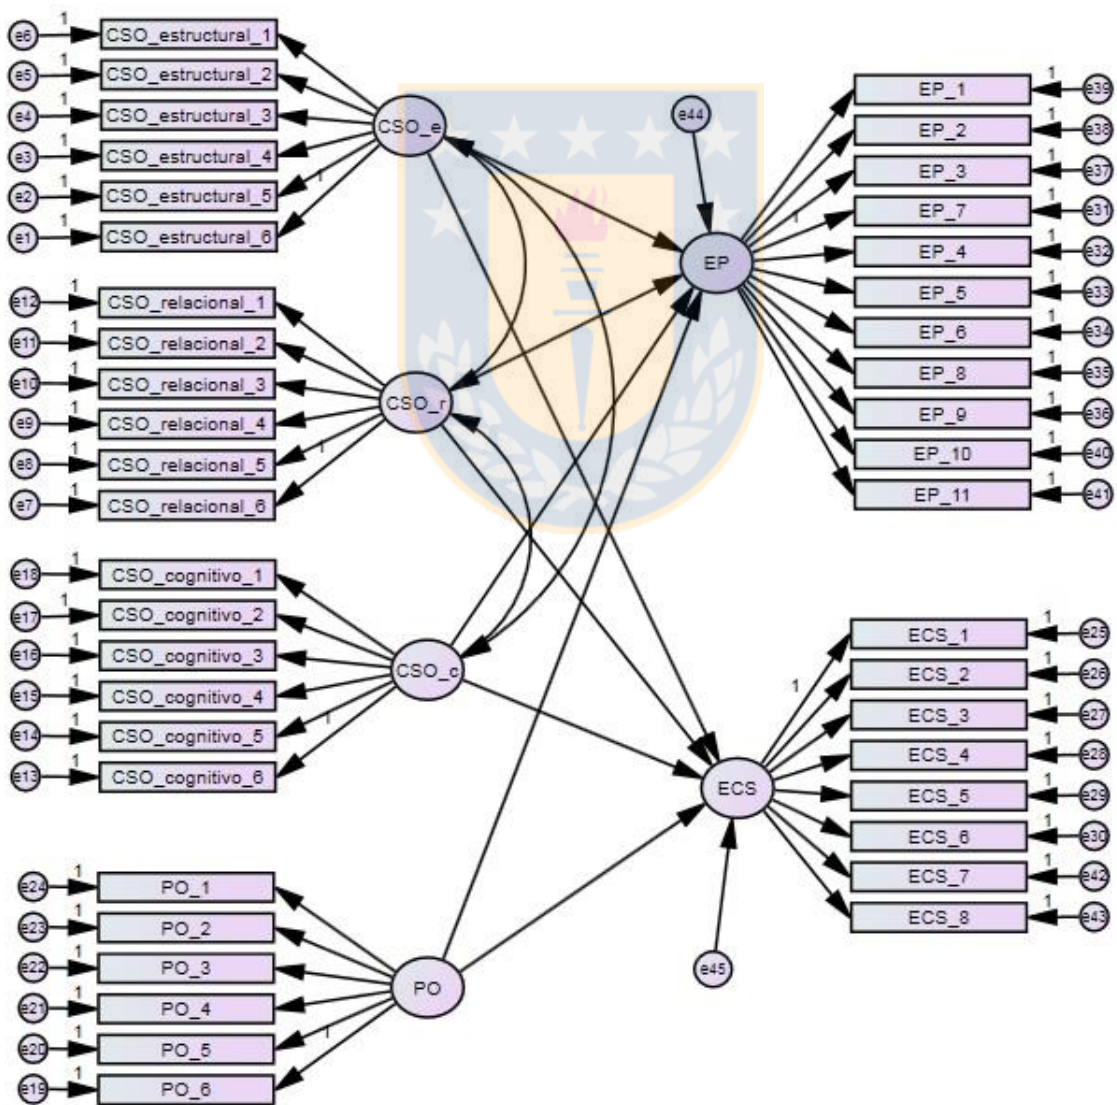 e6 1 CSO_estructural_1
e5 1 CSO_estructural_2
e4 1 CSO_estructural_3
e3 1 CSO_estructural_4
e2 1 CSO_estructural_5
e1 1 CSO_estructural_6
CSO_e
1
e12 1 CSO_relacional_1
e11 1 CSO_relacional_2
e10 1 CSO_relacional_3
e9 1 CSO_relacional_4
e8 1 CSO_relacional_5
e7 1 CSO_relacional_6
CSO_r
1
e18 1 CSO_cognitivo_1
e17 1 CSO_cognitivo_2
e16 1 CSO_cognitivo_3
e15 1 CSO_cognitivo_4
e14 1 CSO_cognitivo_5
e13 1 CSO_cognitivo_6
CSO_c
1
e24 1 PO_1
e23 1 PO_2
e22 1 PO_3
e21 1 PO_4
e20 1 PO_5
e19 1 PO_6
PO
1
e44
EP
1
EP_1 1 e39
EP_2 1 e38
EP_3 1 e37
EP_7 1 e31
EP_4 1 e32
EP_5 1 e33
EP_6 1 e34
EP_8 1 e35
EP_9 1 e36
EP_10 1 e40
EP_11 1 e41
ECS
1
e45
ECS_1 1 e25
ECS_2 1 e26
ECS_3 1 e27
ECS_4 1 e28
ECS_5 1 e29
ECS_6 1 e30
ECS_7 1 e42
ECS_8 1 e43